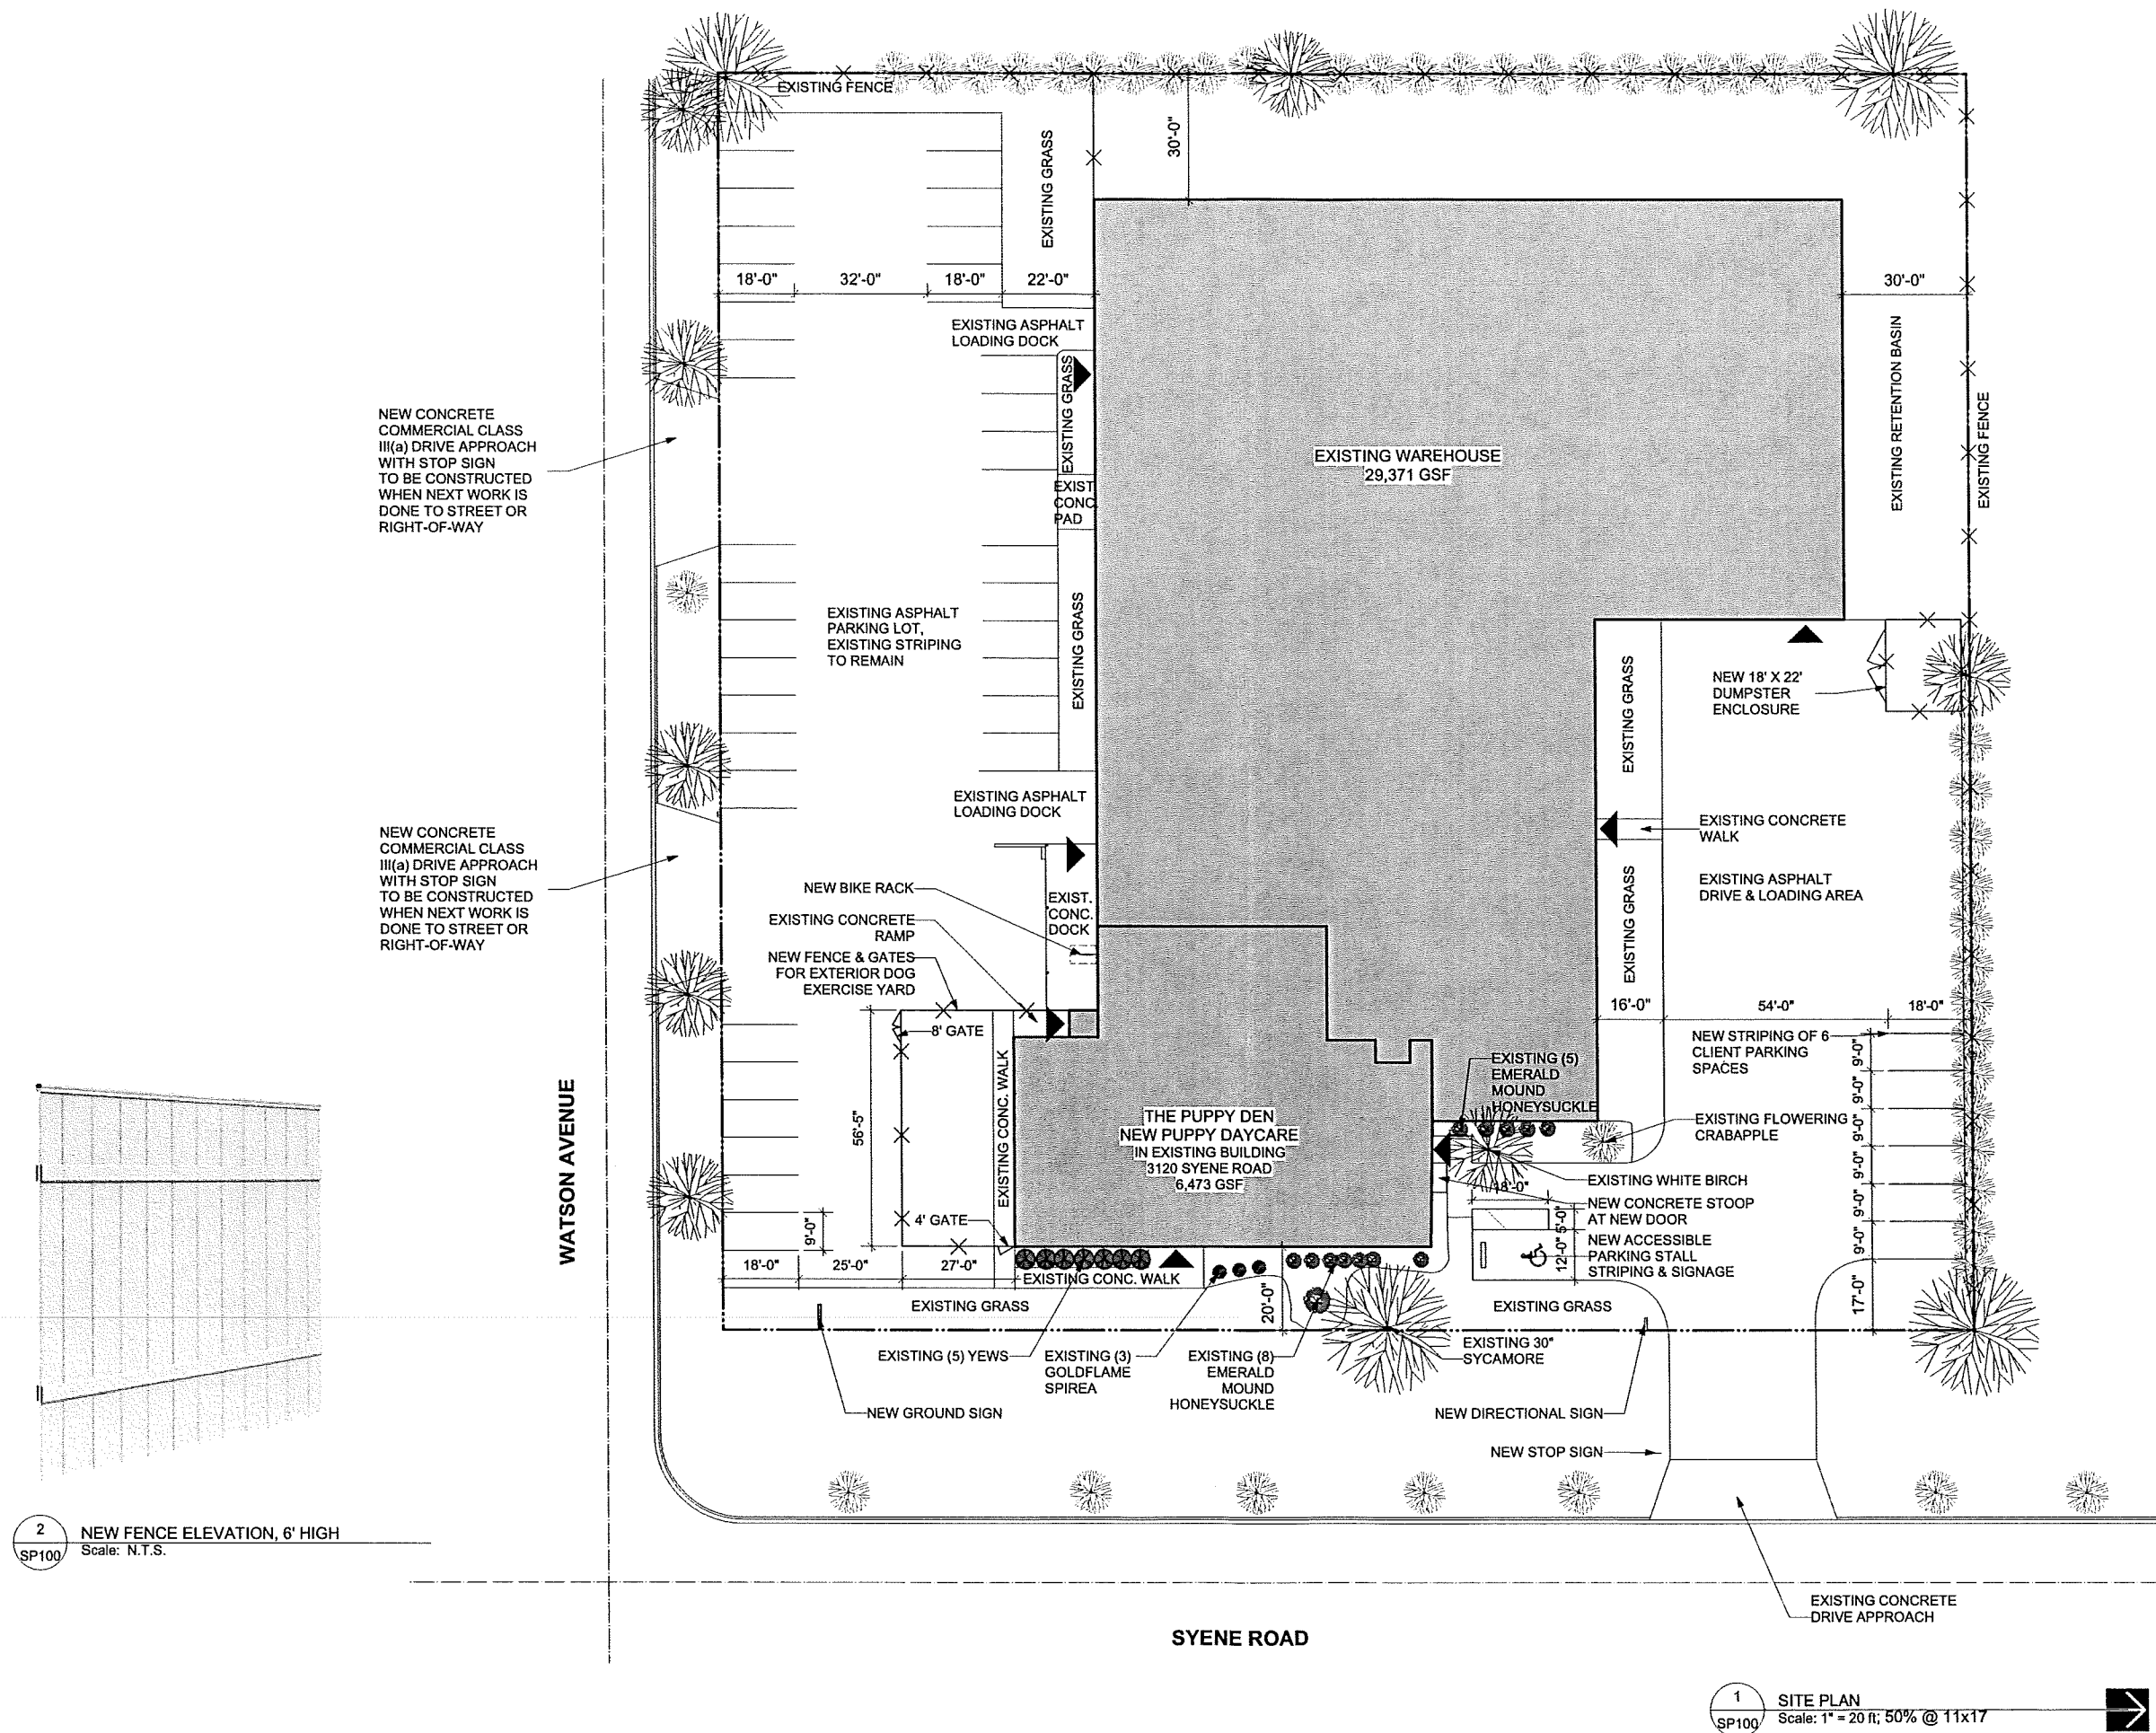 EXISTING FENCE
EXISTING GRASS
30'-0"
18'-0"
32'-0"
18'-0"
22'-0"
30'-0"
EXISTING ASPHALT
LOADING DOCK
EXISTING GRASS
EXIST
CONC
PAD
EXISTING GRASS
EXISTING WAREHOUSE
29,371 GSF
EXISTING RETENTION BASIN
EXISTING FENCE
NEW CONCRETE
COMMERCIAL CLASS
III(a) DRIVE APPROACH
WITH STOP SIGN
TO BE CONSTRUCTED
WHEN NEXT WORK IS
DONE TO STREET OR
RIGHT-OF-WAY
EXISTING ASPHALT
PARKING LOT,
EXISTING STRIPING
TO REMAIN
EXISTING GRASS
NEW 18' X 22'
DUMPSTER
ENCLOSURE
EXISTING ASPHALT
LOADING DOCK
NEW CONCRETE
COMMERCIAL CLASS
III(a) DRIVE APPROACH
WITH STOP SIGN
TO BE CONSTRUCTED
WHEN NEXT WORK IS
DONE TO STREET OR
RIGHT-OF-WAY
EXISTING CONCRETE
WALK
EXISTING GRASS
EXISTING ASPHALT
DRIVE & LOADING AREA
NEW BIKE RACK
EXIST.
CONC.
DOCK
EXISTING CONCRETE
RAMP
NEW FENCE & GATES
FOR EXTERIOR DOG
EXERCISE YARD
8' GATE
56'-5"
EXISTING CONC. WALK
4' GATE
16'-0"
54'-0"
18'-0"
NEW STRIPING OF 6
CLIENT PARKING
SPACES
9'-0"
9'-0"
9'-0"
9'-0"
9'-0"
9'-0"
17'-0"
EXISTING (5)
EMERALD
MOUND
HONEYSUCKLE
EXISTING FLOWERING
CRABAPPLE
THE PUPPY DEN
NEW PUPPY DAYCARE
IN EXISTING BUILDING
3120 SYENE ROAD
6,473 GSF
EXISTING WHITE BIRCH
18'-0"
NEW CONCRETE STOOP
AT NEW DOOR
5'-0"
12'-0"
NEW ACCESSIBLE
PARKING STALL
STRIPING & SIGNAGE
WATSON AVENUE
9'-0"
18'-0"
25'-0"
27'-0"
EXISTING CONC. WALK
20'-0"
EXISTING GRASS
EXISTING GRASS
EXISTING (5) YEWS
EXISTING (3)
GOLDFLAME
SPIREA
EXISTING (8)
EMERALD
MOUND
HONEYSUCKLE
EXISTING 30"
SYCAMORE
NEW GROUND SIGN
NEW DIRECTIONAL SIGN
NEW STOP SIGN
2
SP100
NEW FENCE ELEVATION, 6' HIGH
Scale: N.T.S.
EXISTING CONCRETE
DRIVE APPROACH
SYENE ROAD
1
SP100
SITE PLAN
Scale: 1" = 20 ft; 50% @ 11x17